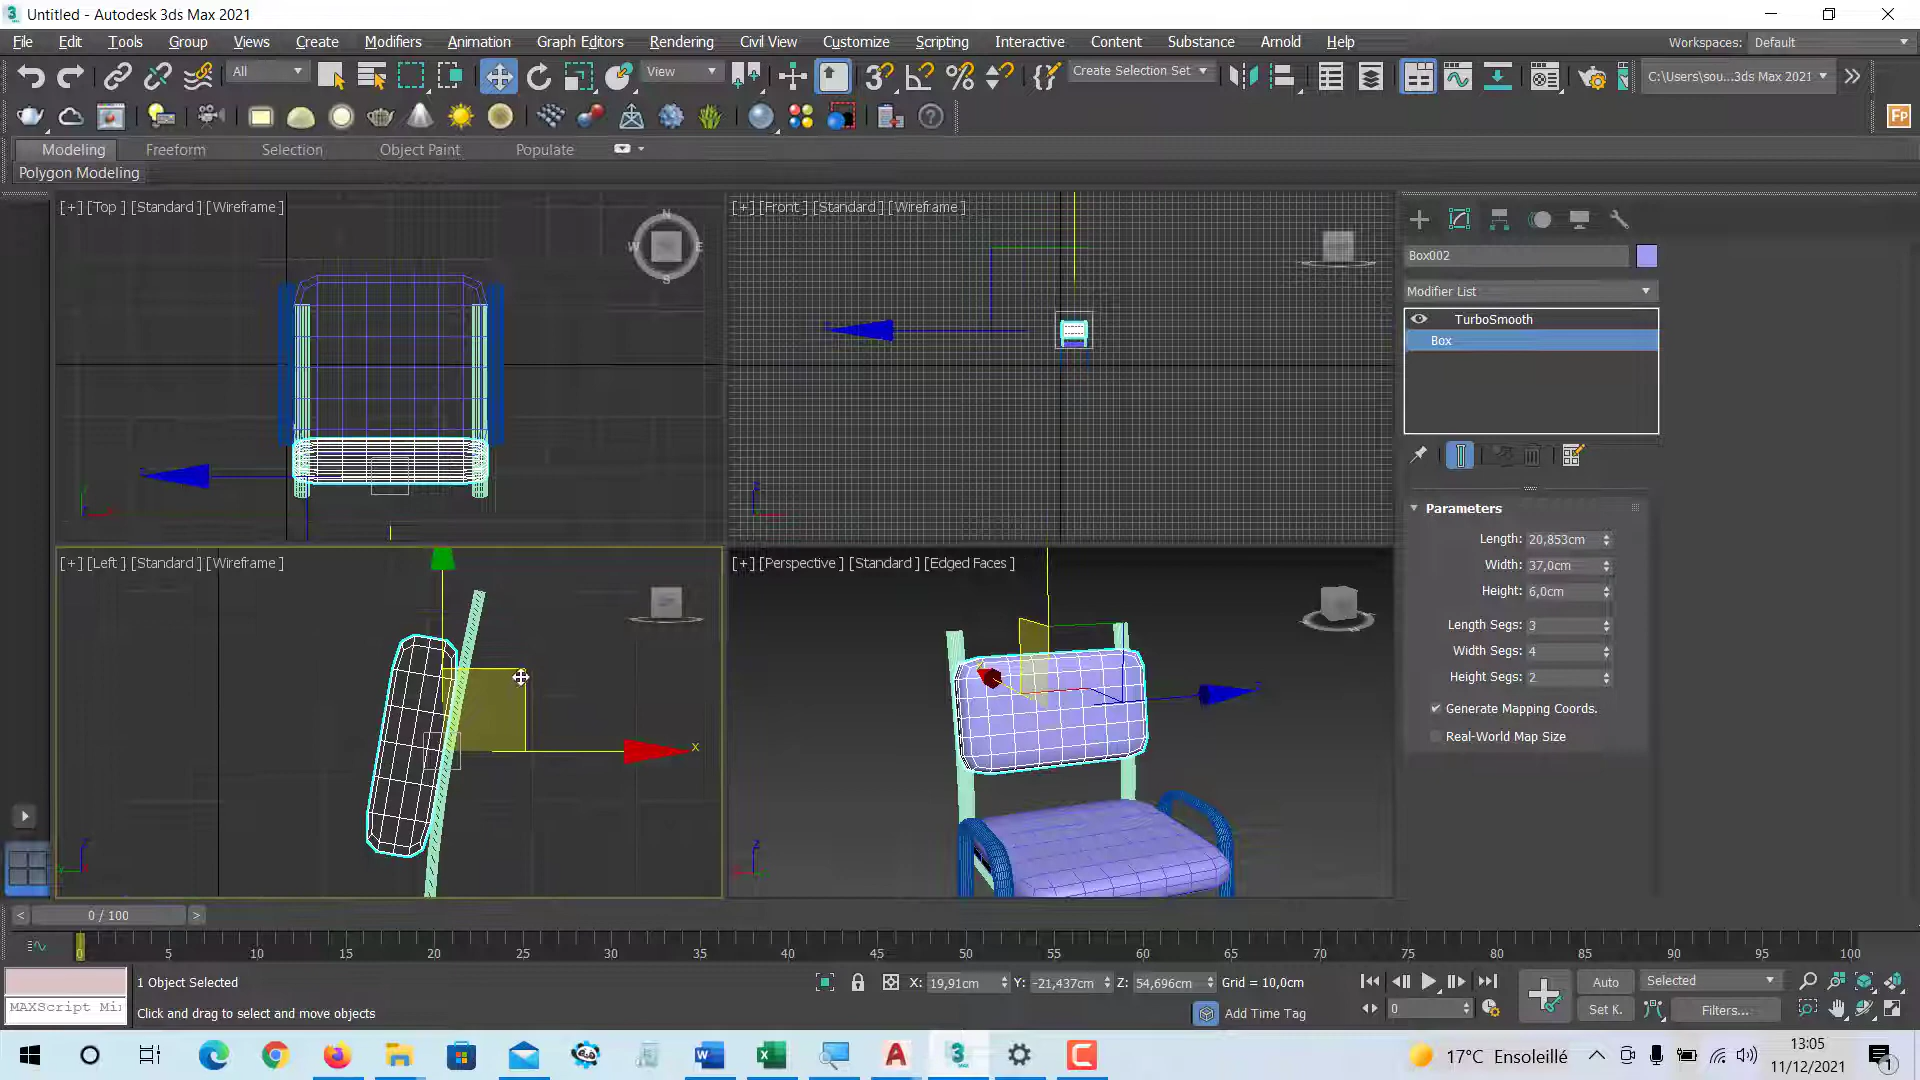 3 Untitled - Autodesk 3ds Max 2021
File Edit Tools Group Views Create Modifiers Animation Graph Editors Rendering Civil View Customize Scripting Interactive Content Substance Arnold Help Workspaces: Default
All View Create Selection Set C:\Users\sou...3ds Max 2021
Fp
Modeling Freeform Selection Object Paint Populate
Polygon Modeling
[+] [Top ] [Standard ] [Wireframe ] N W E S
[+] [Front ] [Standard ] [Wireframe ]
Box002
Modifier List
TurboSmooth
Box
Parameters
Length: 20,853cm
Width: 37,0cm
Height: 6,0cm
Length Segs: 3
Width Segs: 4
Height Segs: 2
Generate Mapping Coords.
Real-World Map Size
[+] [Left ] [Standard ] [Wireframe ]
x
[+] [Perspective ] [Standard ] [Edged Faces ]
z
< 0 / 100 >
0 5 10 15 20 25 30 35 40 45 50 55 60 65 70 75 80 85 90 95 100
1 Object Selected X: 19,91cm Y: -21,437cm Z: 54,696cm Grid = 10,0cm Auto Selected
MAXScript Mi: Click and drag to select and move objects Add Time Tag 0 Set K. Filters...
17°C Ensoleillé 13:05
11/12/2021
1